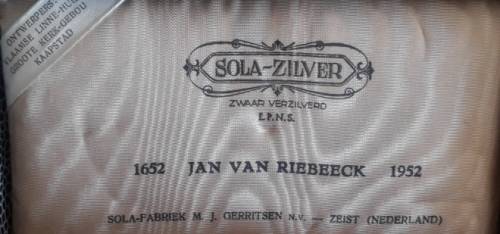 ONTWERPERS
VLAAMSE LINNE-HUIS
GROOTE KERK-GEBOU
KAAPSTAD
SOLA-ZILVER
ZWAAR VERZILVERD
E.P.N.S.
1652 JAN VAN RIEBEECK 1952
SOLA-FABRIEK M. J. GERRITSEN N.V. — ZEIST (NEDERLAND)